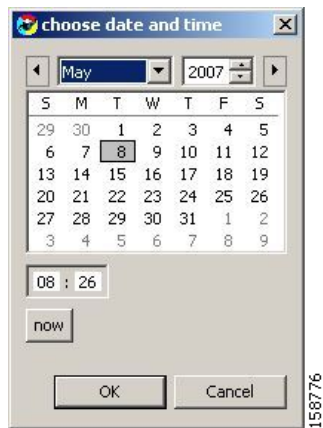 choose date and time
May 2007
S M T W T F S
29 30 1 2 3 4 5
6 7 8 9 10 11 12
13 14 15 16 17 18 19
20 21 22 23 24 25 26
27 28 29 30 31 1 2
3 4 5 6 7 8 9
08 : 26
now
OK Cancel
158776